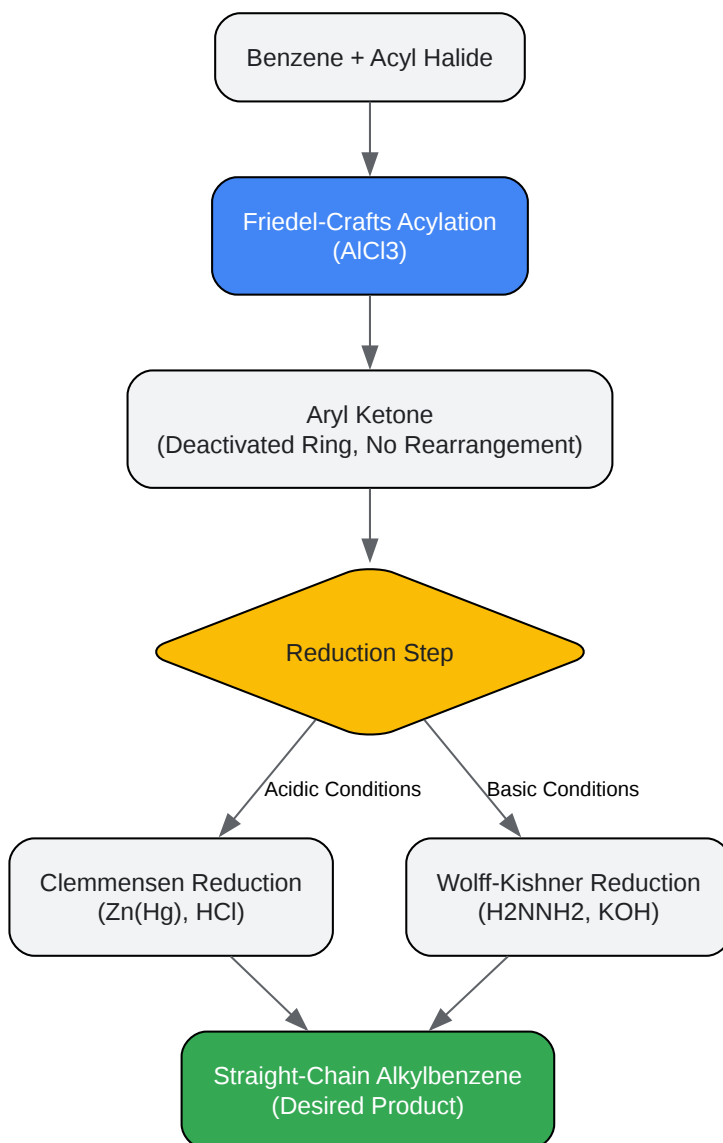 Benzene + Acyl Halide
Friedel-Crafts Acylation
(AlCl3)
Aryl Ketone
(Deactivated Ring, No Rearrangement)
Reduction Step
Acidic Conditions
Basic Conditions
Clemmensen Reduction
(Zn(Hg), HCl)
Wolff-Kishner Reduction
(H2NNH2, KOH)
Straight-Chain Alkylbenzene
(Desired Product)